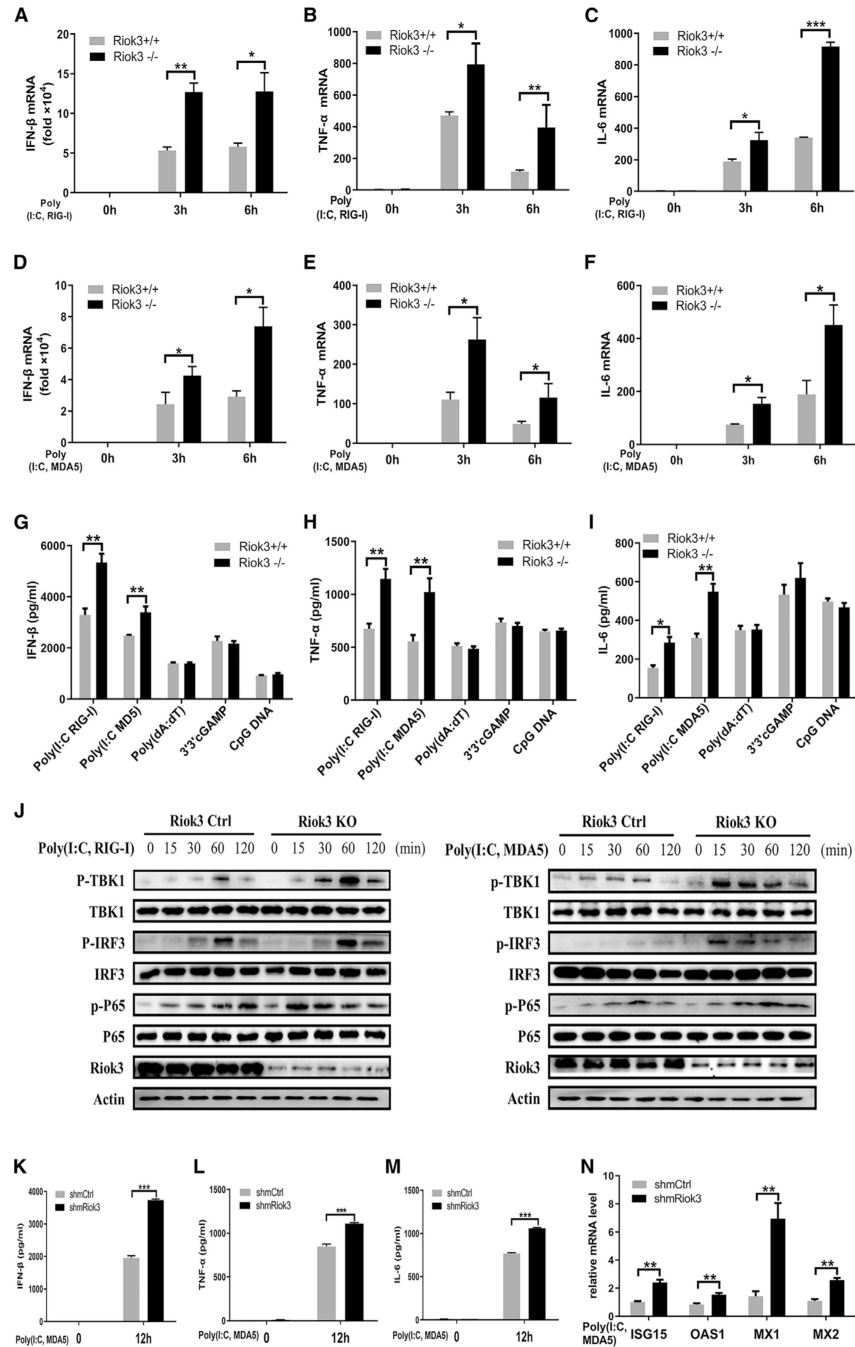 A
Riok3+/+
Riok3 -/-
IFN-β mRNA
(fold ×10⁴)
20
15
10
5
0
**
*
Poly
(I:C, RIG-I)
0h
3h
6h
B
Riok3+/+
Riok3 -/-
TNF-α mRNA
1000
800
600
400
200
0
*
**
Poly
(I:C, RIG-I)
0h
3h
6h
C
Riok3+/+
Riok3 -/-
IL-6 mRNA
1000
800
600
400
200
0
*
***
Poly
(I:C, RIG-I)
0h
3h
6h
D
Riok3+/+
Riok3 -/-
IFN-β mRNA
(fold ×10⁴)
10
8
6
4
2
0
*
*
Poly
(I:C, MDA5)
0h
3h
6h
E
Riok3+/+
Riok3 -/-
TNF-α mRNA
400
300
200
100
0
*
*
Poly
(I:C, MDA5)
0h
3h
6h
F
Riok3+/+
Riok3 -/-
IL-6 mRNA
600
400
200
0
*
*
Poly
(I:C, MDA5)
0h
3h
6h
G
Riok3+/+
Riok3 -/-
IFN-β (pg/ml)
6000
4000
2000
0
**
**
Poly(I:C RIG-I)
Poly(I:C MD5)
Poly(dA:dT)
3'3'cGAMP
CpG DNA
H
Riok3+/+
Riok3 -/-
TNF-α (pg/ml)
1500
1000
500
0
**
**
Poly(I:C RIG-I)
Poly(I:C MDA5)
Poly(dA:dT)
3'3'cGAMP
CpG DNA
I
Riok3+/+
Riok3 -/-
IL-6 (pg/ml)
800
600
400
200
0
*
**
Poly(I:C RIG-I)
Poly(I:C MDA5)
Poly(dA:dT)
3'3'cGAMP
CpG DNA
J
Riok3 Ctrl Riok3 KO
Poly(I:C, RIG-I) 0 15 30 60 120 0 15 30 60 120 (min)
P-TBK1
TBK1
P-IRF3
IRF3
p-P65
P65
Riok3
Actin
Riok3 Ctrl Riok3 KO
Poly(I:C, MDA5) 0 15 30 60 120 0 15 30 60 120 (min)
p-TBK1
TBK1
p-IRF3
IRF3
p-P65
P65
Riok3
Actin
K
shmCtrl
shmRiok3
IFN-β (pg/ml)
4000
3000
2000
1000
0
***
Poly(I:C, MDA5) 0 12h
L
shmCtrl
shmRiok3
TNF-α (pg/ml)
1500
1000
500
0
***
Poly(I:C, MDA5) 0 12h
M
shmCtrl
shmRiok3
IL-6 (pg/ml)
1500
1000
500
0
***
Poly(I:C, MDA5) 0 12h
N
shmCtrl
shmRiok3
relative mRNA level
10
8
6
4
2
0
**
**
**
**
Poly(I:C,
MDA5)
ISG15 OAS1 MX1 MX2